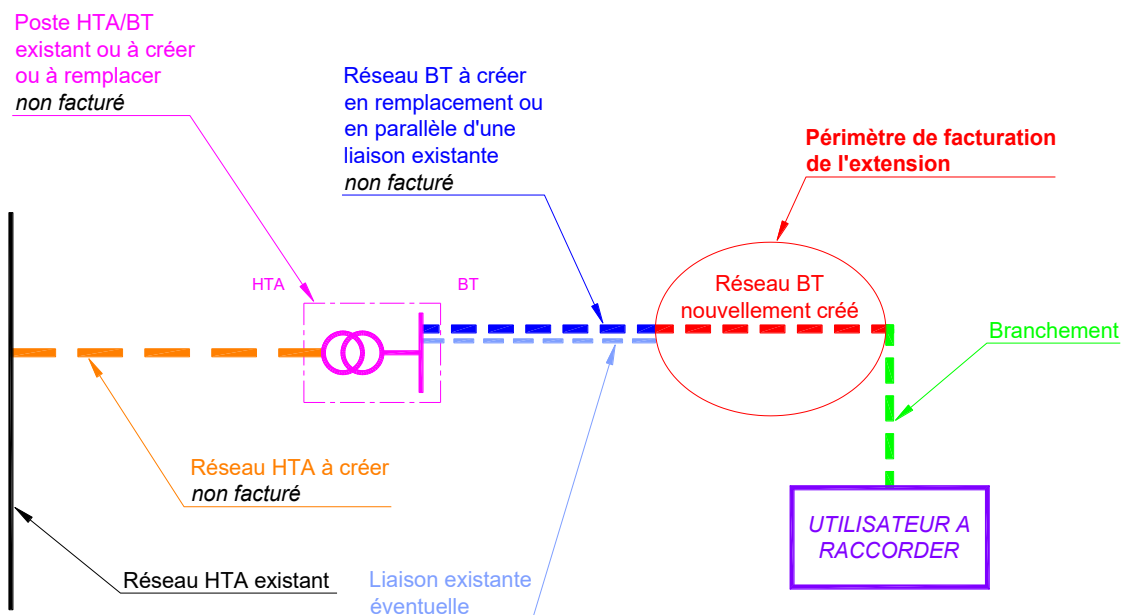 Poste HTA/BT
existant ou à créer
ou à remplacer
non facturé
Réseau BT à créer
en remplacement ou
en parallèle d'une
liaison existante
non facturé
Périmètre de facturation
de l'extension
HTA
BT
Réseau BT
nouvellement créé
Branchement
Réseau HTA à créer
non facturé
UTILISATEUR A
RACCORDER
Réseau HTA existant
Liaison existante
éventuelle